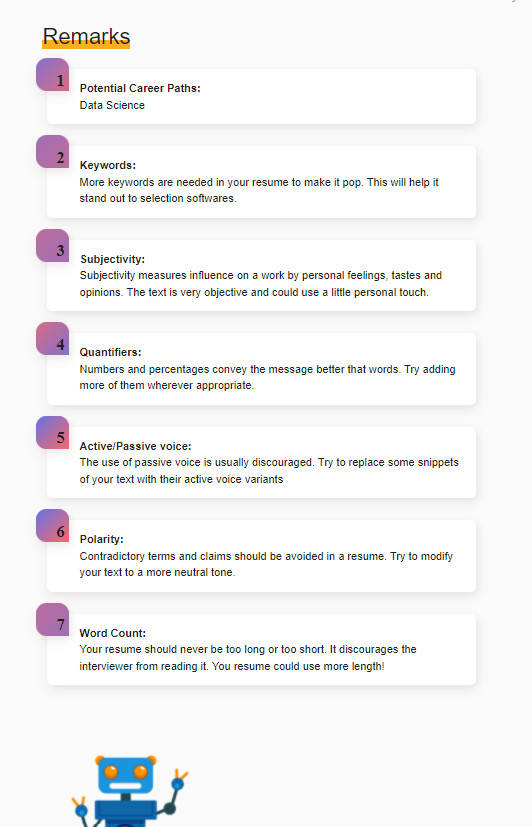 Remarks
1
Potential Career Paths:
Data Science
2
Keywords:
More keywords are needed in your resume to make it pop. This will help it
stand out to selection softwares.
3
Subjectivity:
Subjectivity measures influence on a work by personal feelings, tastes and
opinions. The text is very objective and could use a little personal touch.
4
Quantifiers:
Numbers and percentages convey the message better that words. Try adding
more of them wherever appropriate.
5
Active/Passive voice:
The use of passive voice is usually discouraged. Try to replace some snippets
of your text with their active voice variants
6
Polarity:
Contradictory terms and claims should be avoided in a resume. Try to modify
your text to a more neutral tone.
7
Word Count:
Your resume should never be too long or too short. It discourages the
interviewer from reading it. You resume could use more length!